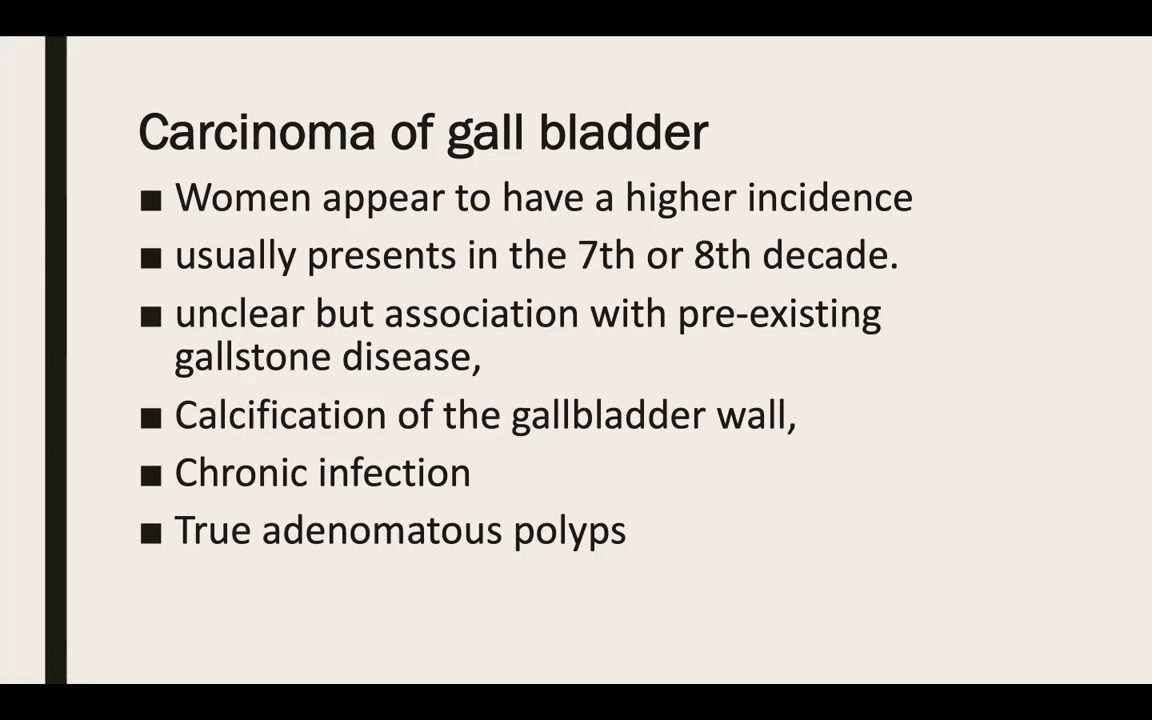 Carcinoma of gall bladder
■ Women appear to have a higher incidence
■ usually presents in the 7th or 8th decade.
■ unclear but association with pre-existing
gallstone disease,
■ Calcification of the gallbladder wall,
■ Chronic infection
■ True adenomatous polyps